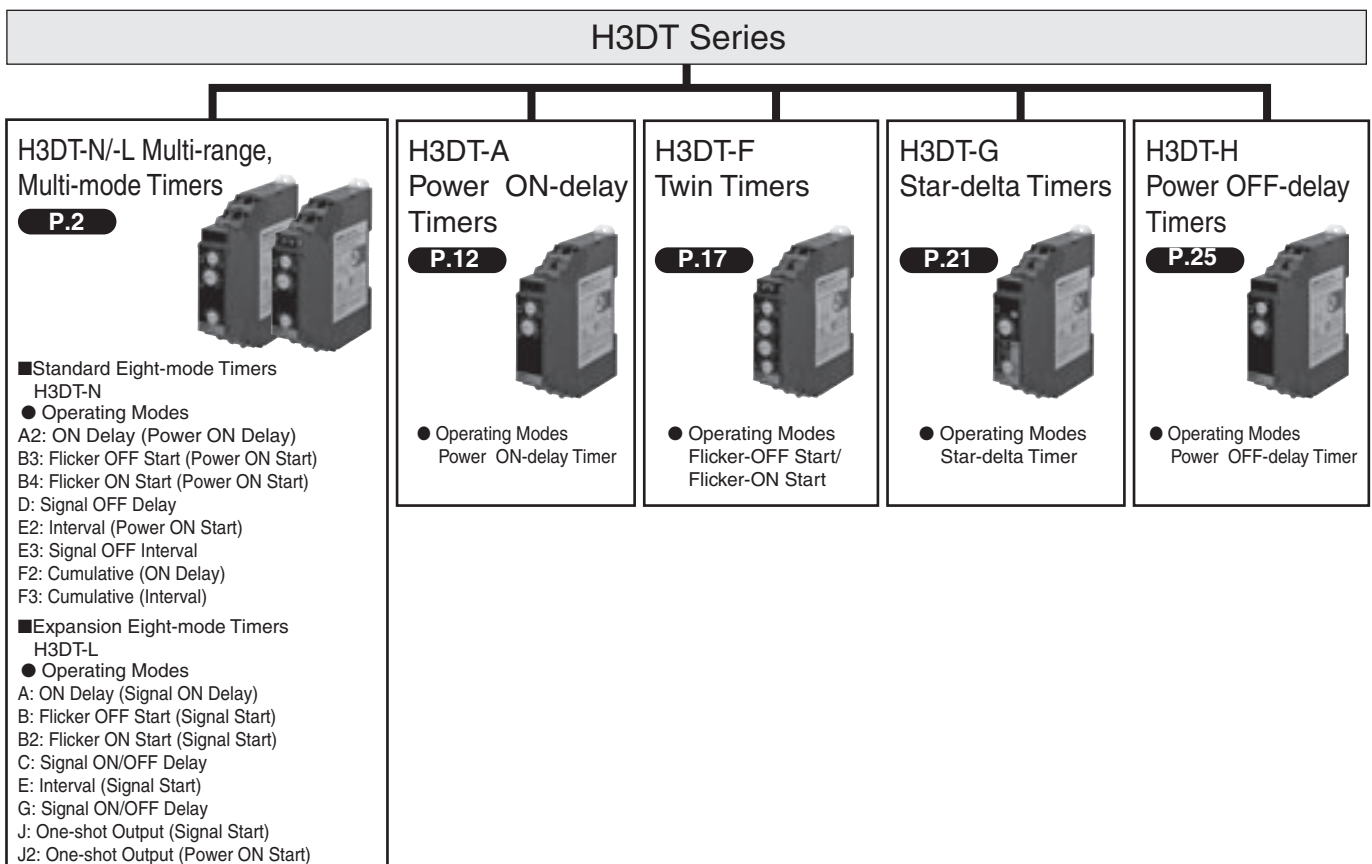 H3DT Series
H3DT-N/-L Multi-range,
Multi-mode Timers
P.2
■Standard Eight-mode Timers
H3DT-N
● Operating Modes
A2: ON Delay (Power ON Delay)
B3: Flicker OFF Start (Power ON Start)
B4: Flicker ON Start (Power ON Start)
D: Signal OFF Delay
E2: Interval (Power ON Start)
E3: Signal OFF Interval
F2: Cumulative (ON Delay)
F3: Cumulative (Interval)
■Expansion Eight-mode Timers
H3DT-L
● Operating Modes
A: ON Delay (Signal ON Delay)
B: Flicker OFF Start (Signal Start)
B2: Flicker ON Start (Signal Start)
C: Signal ON/OFF Delay
E: Interval (Signal Start)
G: Signal ON/OFF Delay
J: One-shot Output (Signal Start)
J2: One-shot Output (Power ON Start)
H3DT-A
Power ON-delay
Timers
P.12
● Operating Modes
Power ON-delay Timer
H3DT-F
Twin Timers
P.17
● Operating Modes
Flicker-OFF Start/
Flicker-ON Start
H3DT-G
Star-delta Timers
P.21
● Operating Modes
Star-delta Timer
H3DT-H
Power OFF-delay
Timers
P.25
● Operating Modes
Power OFF-delay Timer